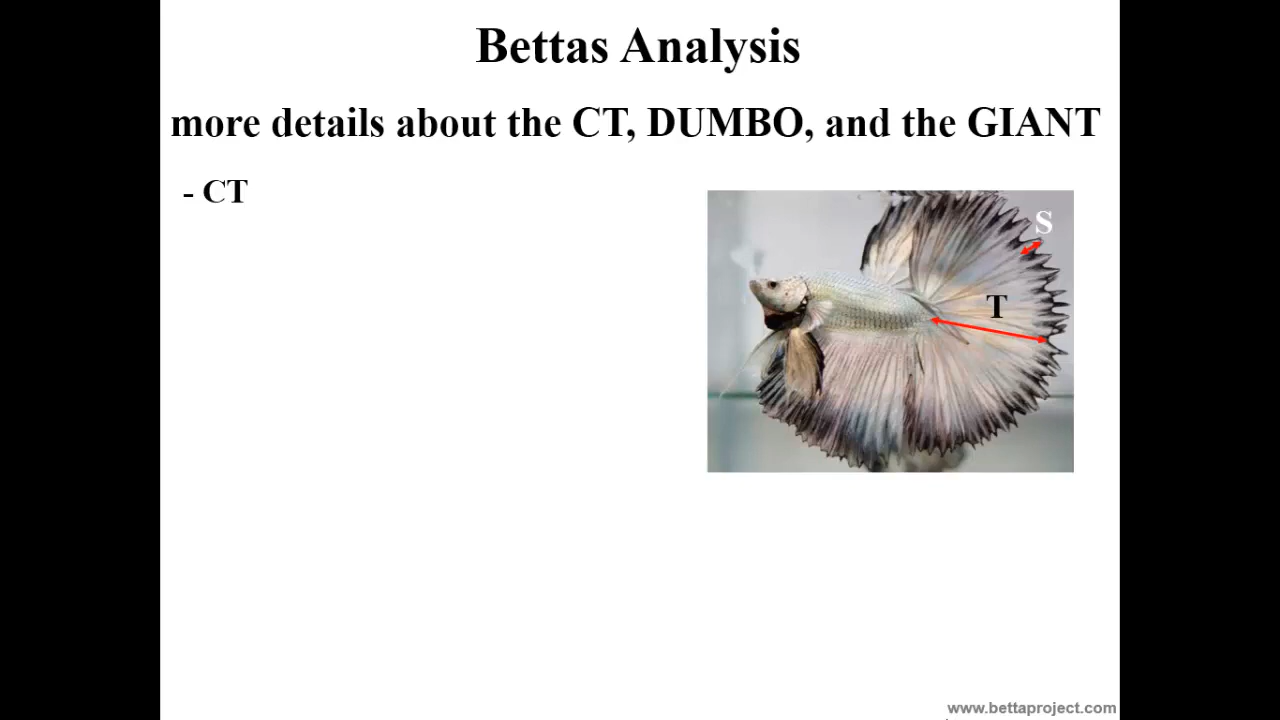 Bettas Analysis
more details about the CT, DUMBO, and the GIANT
- CT
S
T
www.bettaproject.com